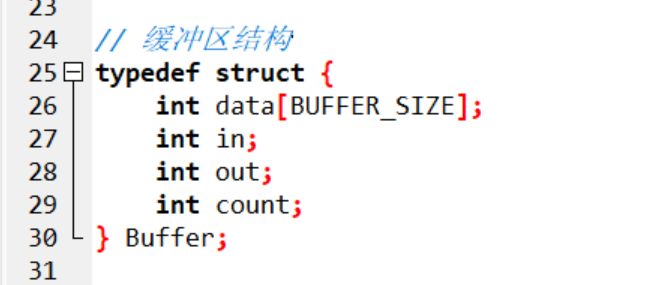 23
24 // 缓冲区结构
25 typedef struct {
26     int data[BUFFER_SIZE];
27     int in;
28     int out;
29     int count;
30 } Buffer;
31